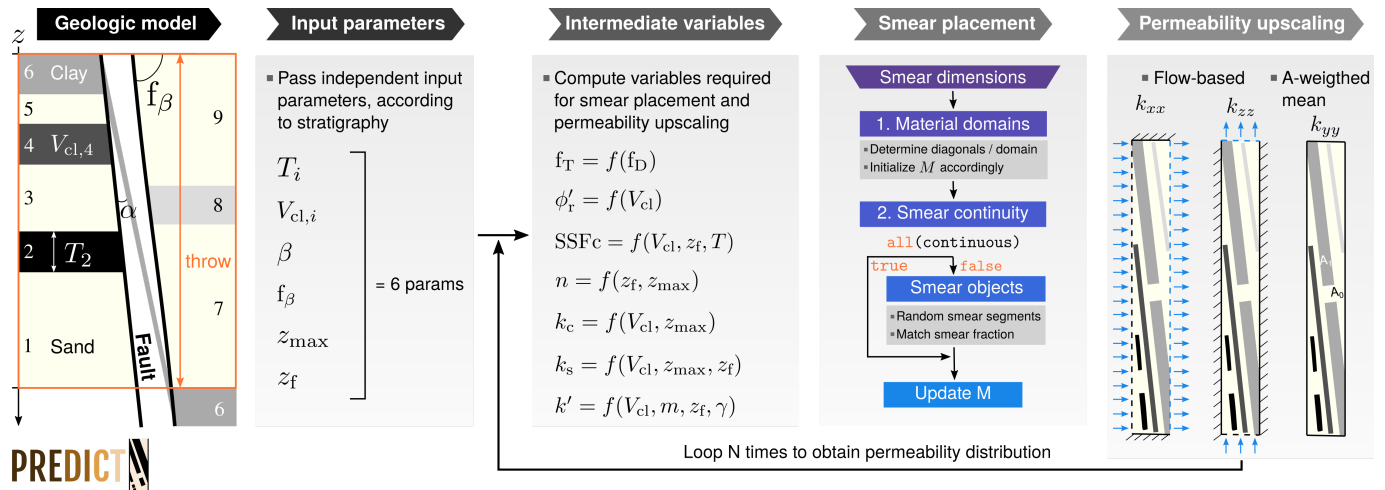 Geologic model
Input parameters
Intermediate variables
Smear placement
Permeability upscaling
z
6 Clay
5
4 V_cl,4
3
2 T_2
1 Sand
Fault
α
f_β
9
8
throw
7
6
PREDICT
▪ Pass independent input
parameters, according
to stratigraphy
T_i
V_cl,i
β
f_β
z_max
z_f
= 6 params
▪ Compute variables required
for smear placement and
permeability upscaling
f_T = f(f_D)
ϕ′_r = f(V_cl)
SSFc = f(V_cl, z_f, T)
n = f(z_f, z_max)
k_c = f(V_cl, z_max)
k_s = f(V_cl, z_max, z_f)
k′ = f(V_cl, m, z_f, γ)
Smear dimensions
1. Material domains
▪ Determine diagonals / domain
▪ Initialize M accordingly
2. Smear continuity
all(continuous)
true false
Smear objects
▪ Random smear segments
▪ Match smear fraction
Update M
▪ Flow-based
▪ A-weigthed
mean
k_xx
k_zz
k_yy
A_0
Loop N times to obtain permeability distribution